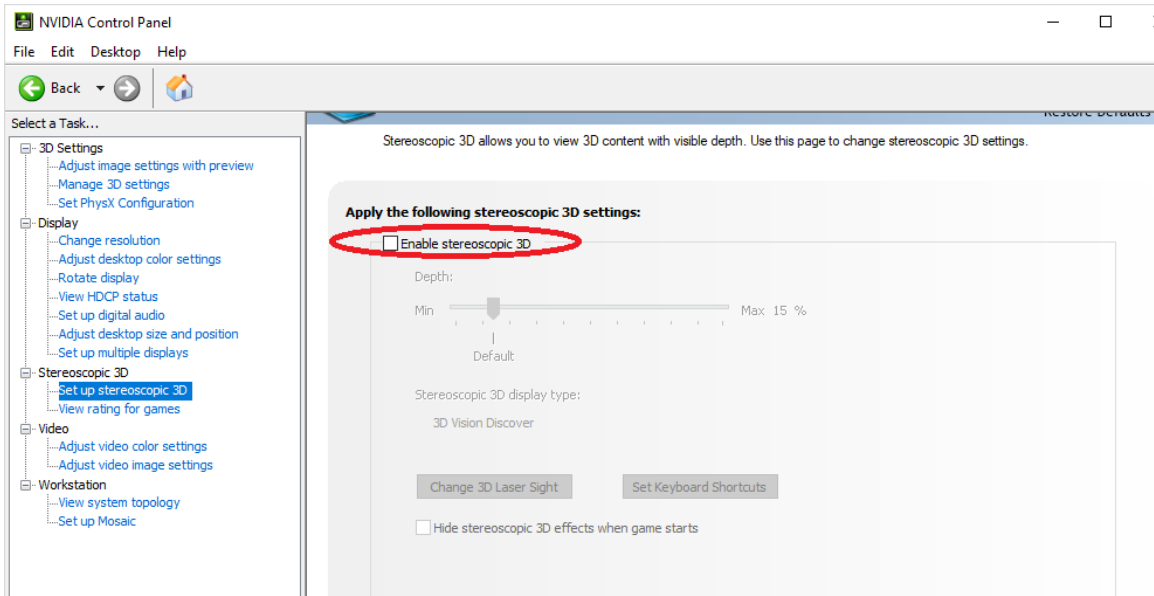 NVIDIA Control Panel
File Edit Desktop Help
Back
Select a Task...
3D Settings
Adjust image settings with preview
Manage 3D settings
Set PhysX Configuration
Display
Change resolution
Adjust desktop color settings
Rotate display
View HDCP status
Set up digital audio
Adjust desktop size and position
Set up multiple displays
Stereoscopic 3D
Set up stereoscopic 3D
View rating for games
Video
Adjust video color settings
Adjust video image settings
Workstation
View system topology
Set up Mosaic
Restore Defaults
Stereoscopic 3D allows you to view 3D content with visible depth. Use this page to change stereoscopic 3D settings.
Apply the following stereoscopic 3D settings:
Enable stereoscopic 3D
Depth:
Min Max 15 %
Default
Stereoscopic 3D display type:
3D Vision Discover
Change 3D Laser Sight Set Keyboard Shortcuts
Hide stereoscopic 3D effects when game starts